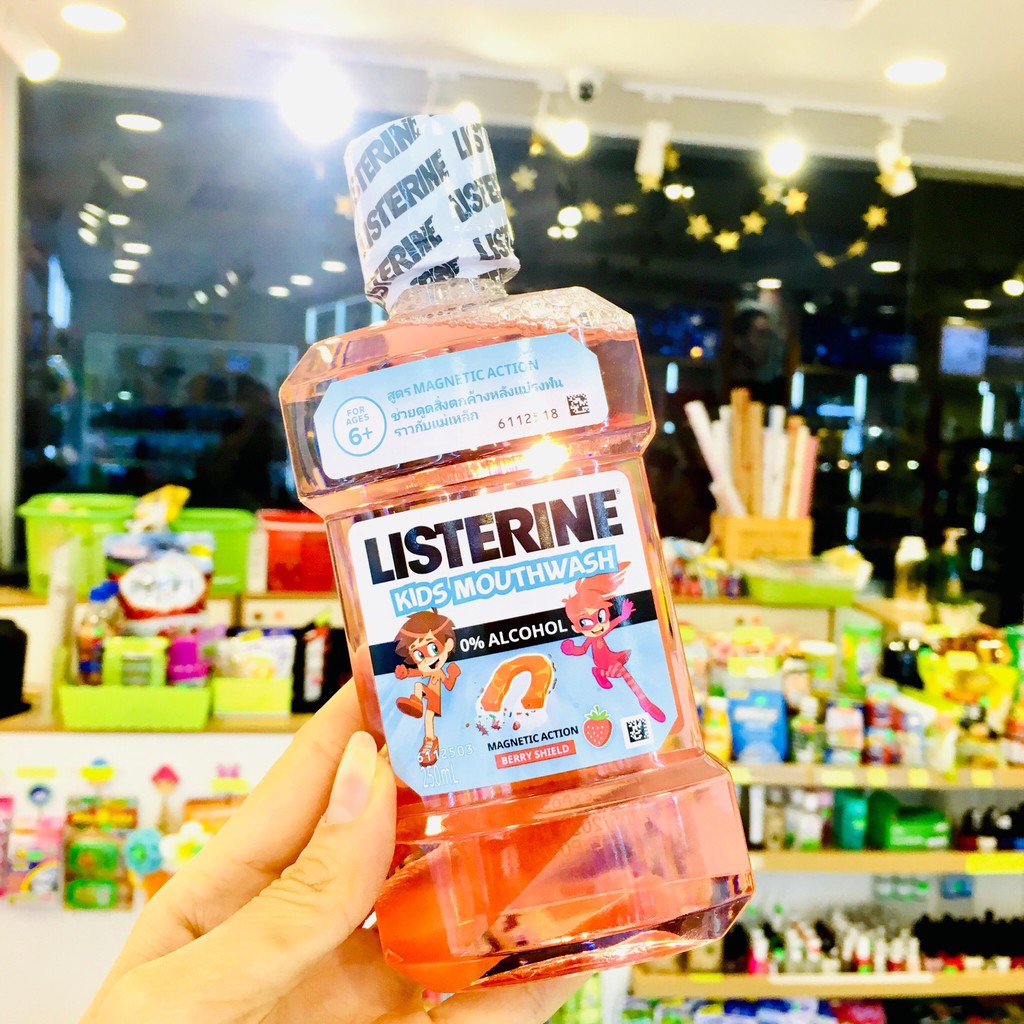 LISTERINE
LISTERINE
LISTERINE
FOR
AGES
6+
สูตร MAGNETIC ACTION
ช่วยดูดสิ่งตกค้างหลังแปรงฟัน
ราวกับแม่เหล็ก
6112518
LISTERINE
KIDS MOUTHWASH
0% ALCOHOL
MAGNETIC ACTION
BERRY SHIELD
6112503
250mL